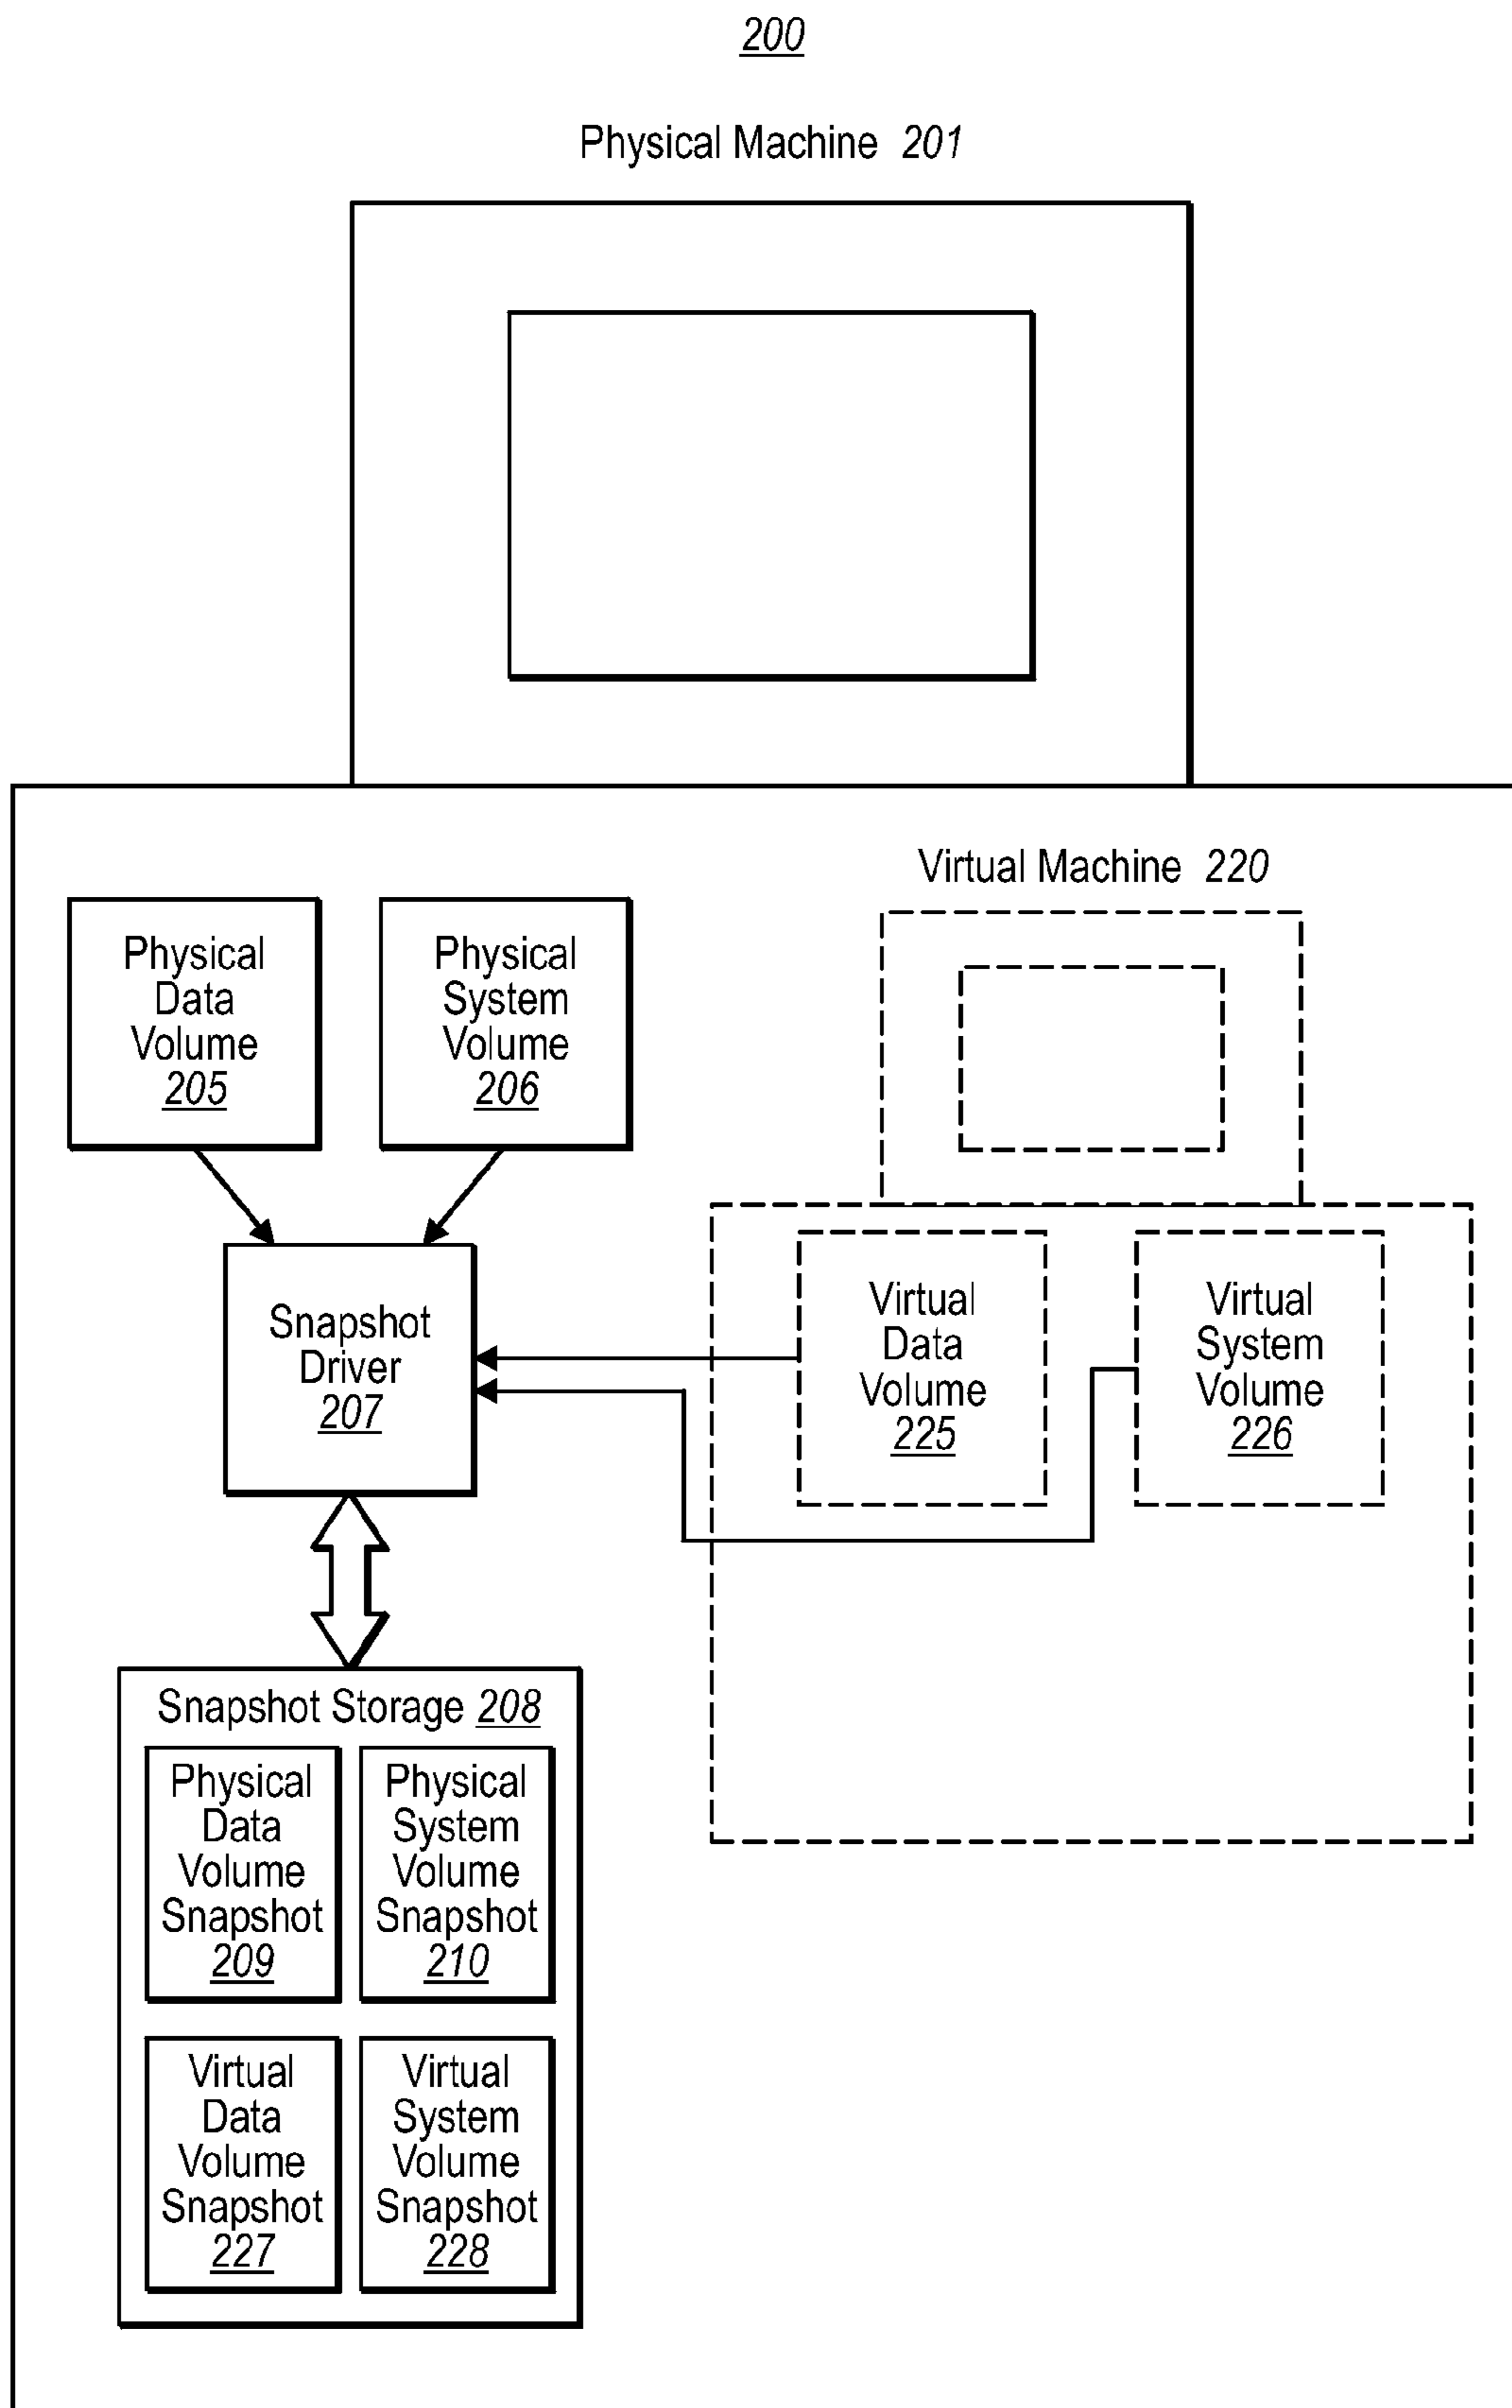 200
Physical Machine 201
Virtual Machine 220
Physical
Data
Volume
205
Physical
System
Volume
206
Snapshot
Driver
207
Virtual
Data
Volume
225
Virtual
System
Volume
226
Snapshot Storage 208
Physical
Data
Volume
Snapshot
209
Physical
System
Volume
Snapshot
210
Virtual
Data
Volume
Snapshot
227
Virtual
System
Volume
Snapshot
228